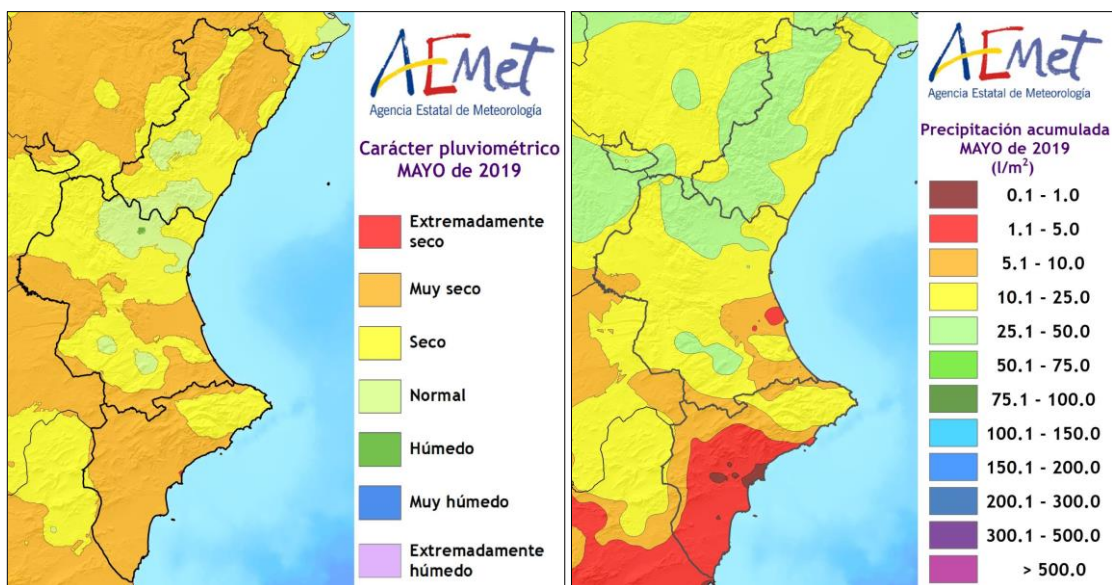 AEMet
Agencia Estatal de Meteorología
Carácter pluviométrico
MAYO de 2019
Extremadamente
seco
Muy seco
Seco
Normal
Húmedo
Muy húmedo
Extremadamente
húmedo
AEMet
Agencia Estatal de Meteorología
Precipitación acumulada
MAYO de 2019
(l/m²)
0.1 - 1.0
1.1 - 5.0
5.1 - 10.0
10.1 - 25.0
25.1 - 50.0
50.1 - 75.0
75.1 - 100.0
100.1 - 150.0
150.1 - 200.0
200.1 - 300.0
300.1 - 500.0
> 500.0